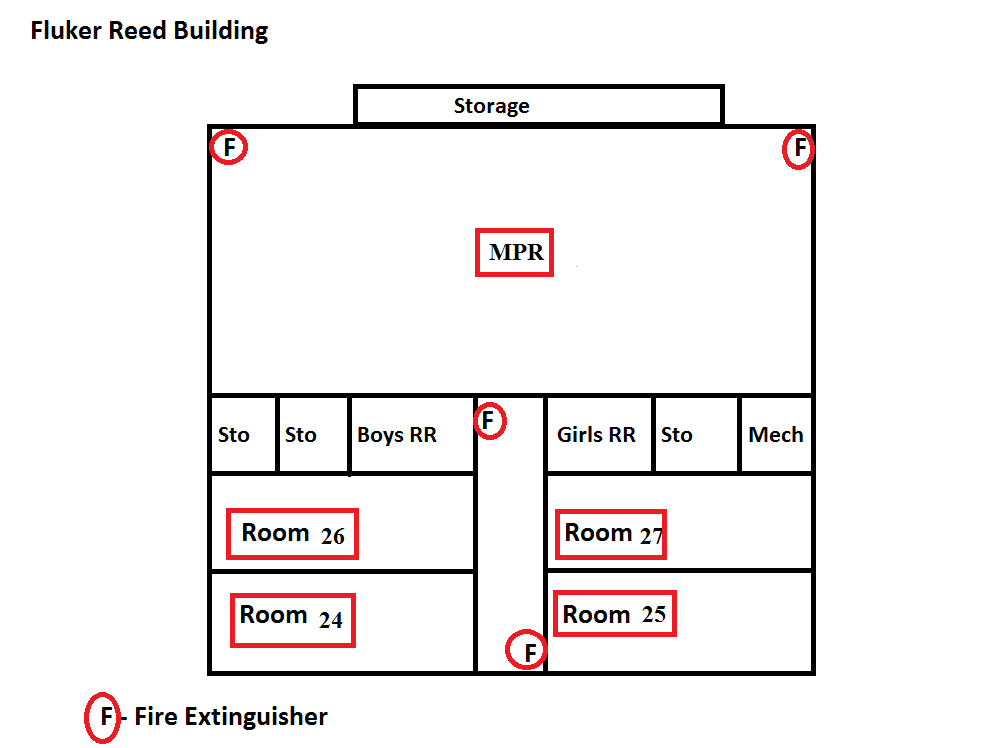 Fluker Reed Building
Storage
F F
MPR
F
Sto Sto Boys RR Girls RR Sto Mech
Room 26 Room 27
Room 24 Room 25
F
F - Fire Extinguisher